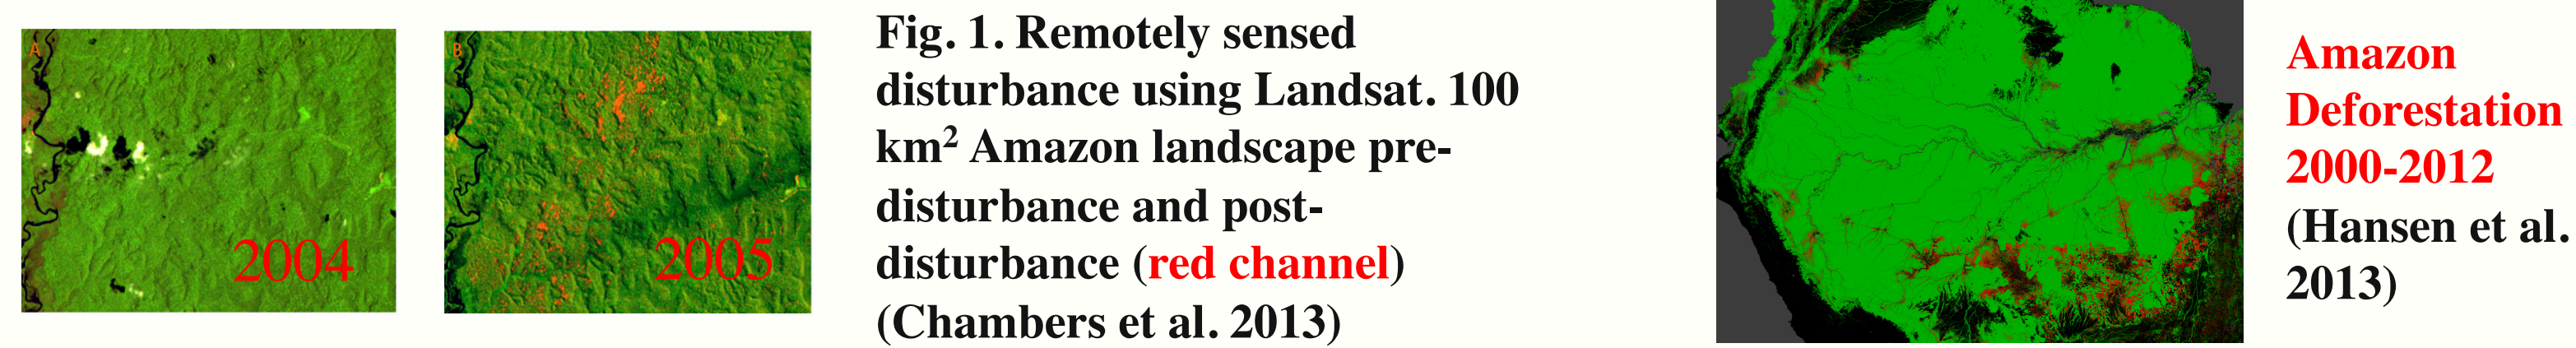 A
2004
B
2005
Fig. 1. Remotely sensed
disturbance using Landsat. 100
km² Amazon landscape pre-
disturbance and post-
disturbance (red channel)
(Chambers et al. 2013)
Amazon
Deforestation
2000-2012
(Hansen et al.
2013)